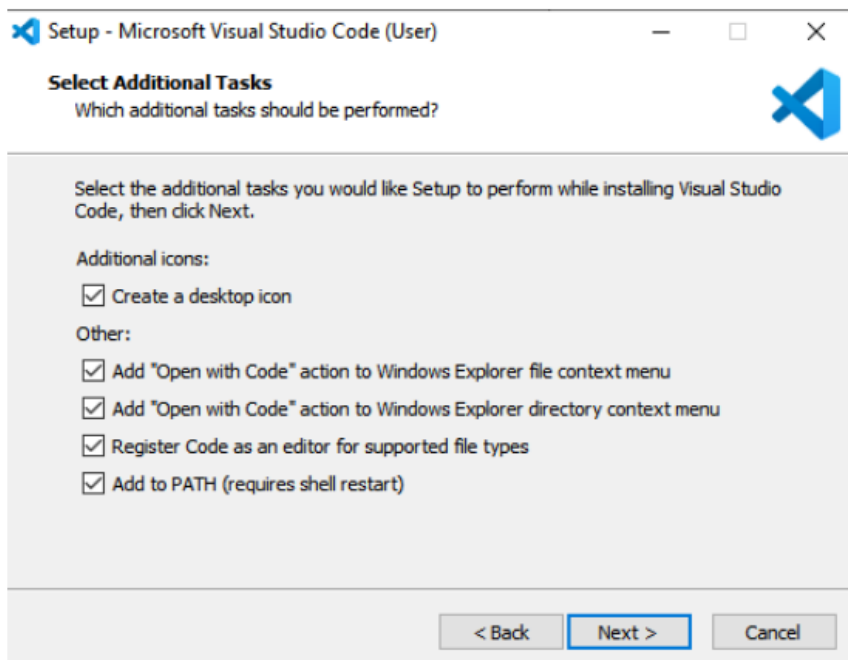 Setup - Microsoft Visual Studio Code (User)
Select Additional Tasks
Which additional tasks should be performed?
Select the additional tasks you would like Setup to perform while installing Visual Studio
Code, then click Next.
Additional icons:
Create a desktop icon
Other:
Add "Open with Code" action to Windows Explorer file context menu
Add "Open with Code" action to Windows Explorer directory context menu
Register Code as an editor for supported file types
Add to PATH (requires shell restart)
< Back Next > Cancel